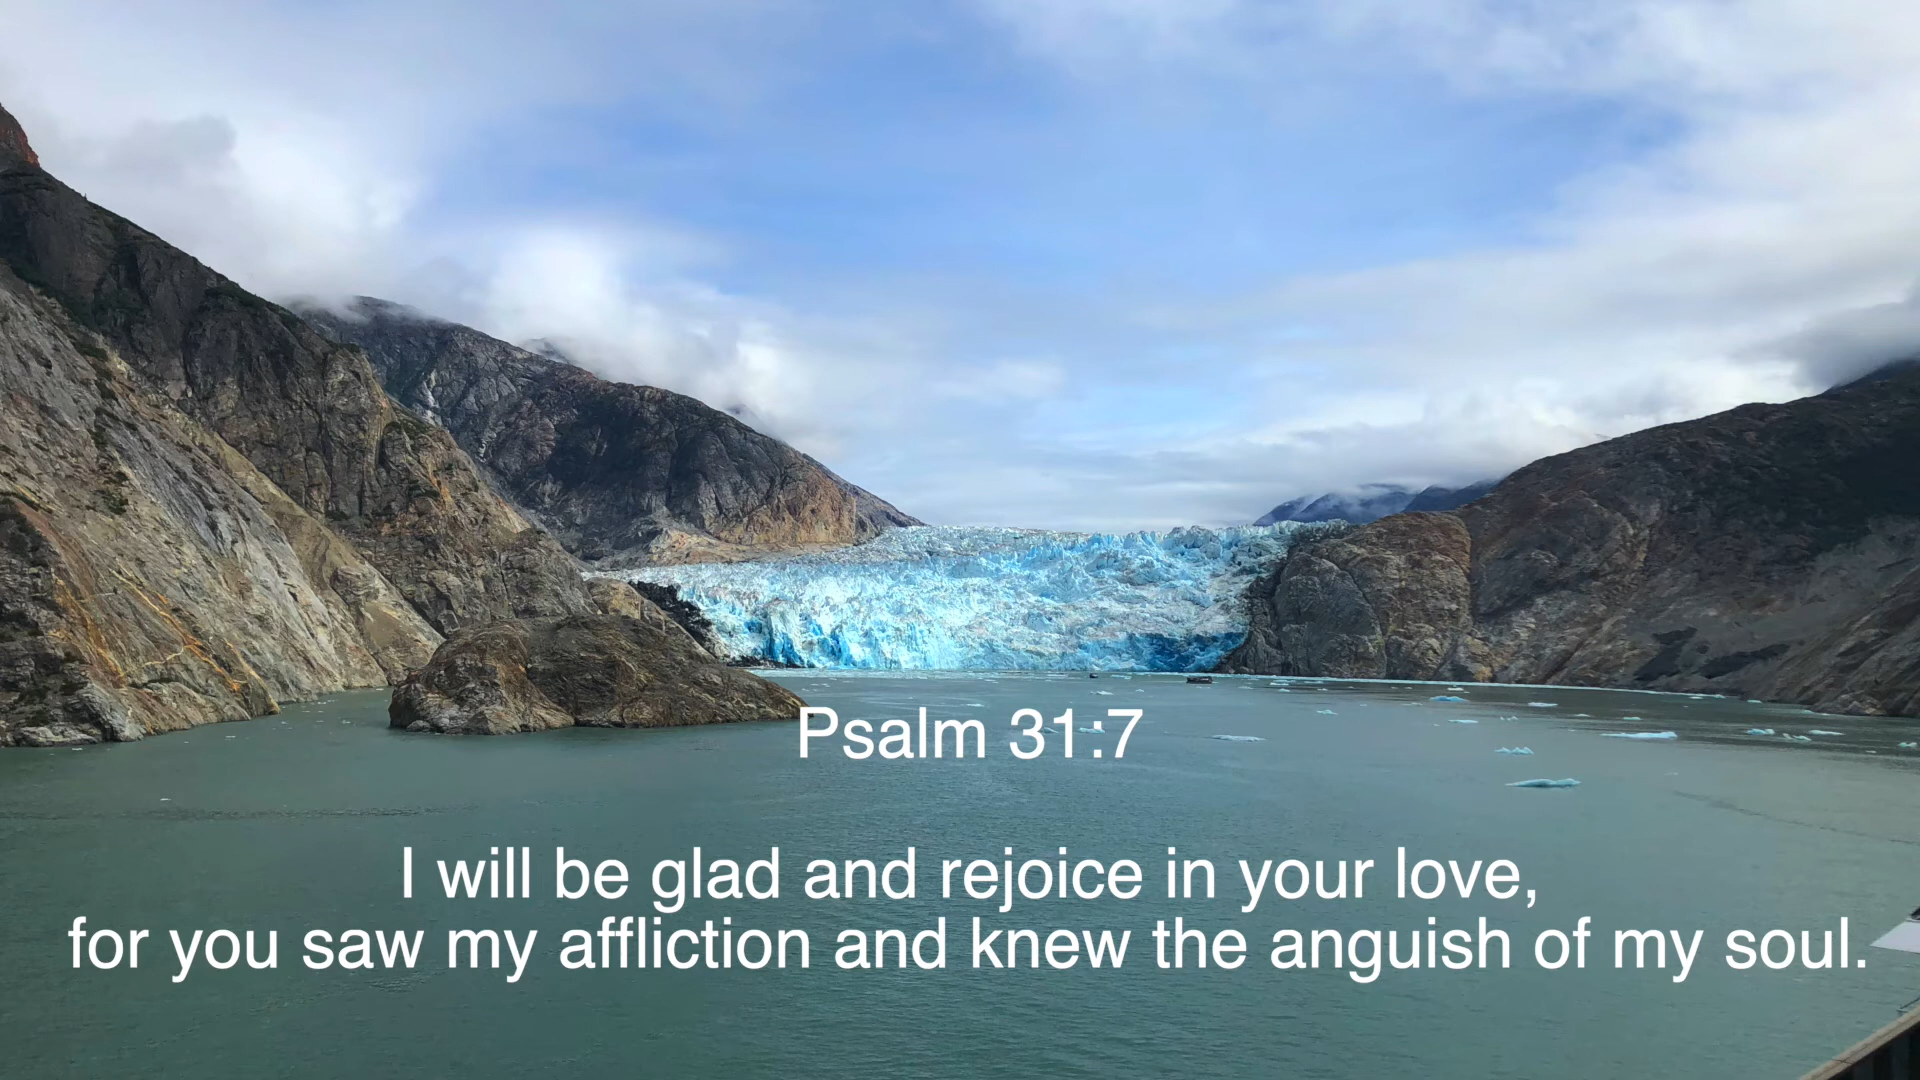 Psalm 31:7
I will be glad and rejoice in your love,
for you saw my affliction and knew the anguish of my soul.